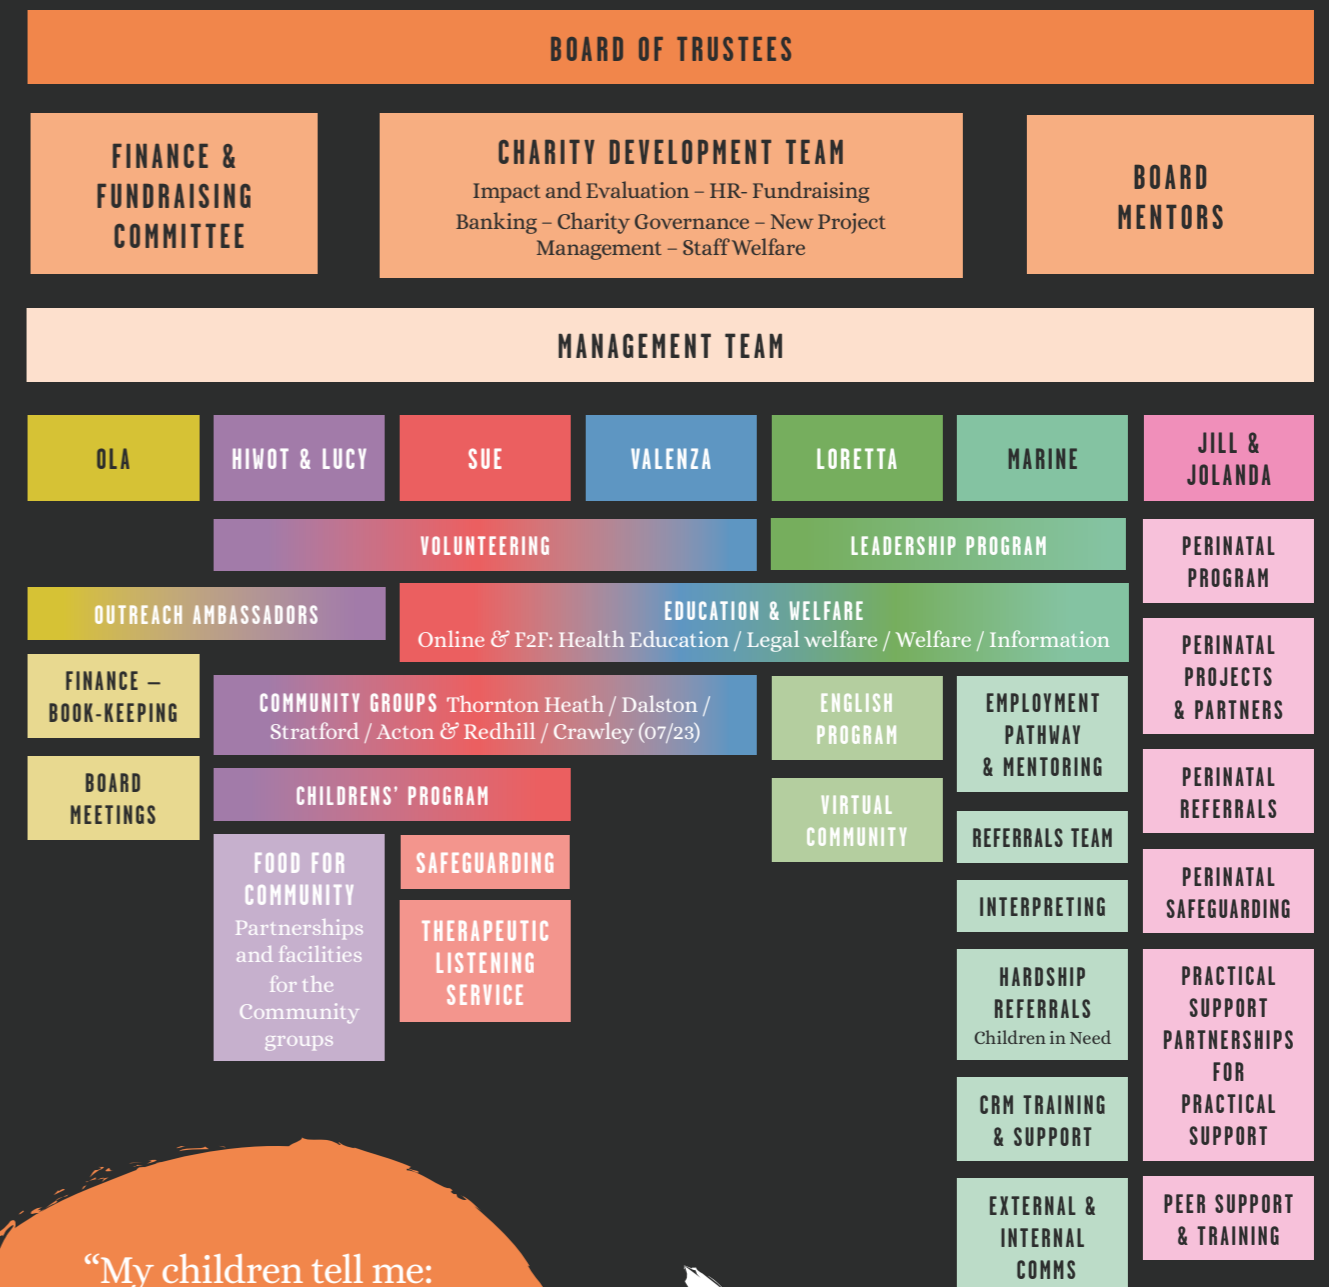 BOARD OF TRUSTEES
FINANCE &
FUNDRAISING
COMMITTEE
CHARITY DEVELOPMENT TEAM
Impact and Evaluation – HR- Fundraising
Banking – Charity Governance – New Project
Management – Staff Welfare
BOARD
MENTORS
MANAGEMENT TEAM
OLA
HIWOT & LUCY
SUE
VALENZA
LORETTA
MARINE
JILL &
JOLANDA
VOLUNTEERING
LEADERSHIP PROGRAM
OUTREACH AMBASSADORS
EDUCATION & WELFARE
Online & F2F: Health Education / Legal welfare / Welfare / Information
FINANCE –
BOOK-KEEPING
BOARD
MEETINGS
COMMUNITY GROUPS Thornton Heath / Dalston /
Stratford / Acton & Redhill / Crawley (07/23)
CHILDRENS’ PROGRAM
FOOD FOR
COMMUNITY
Partnerships
and facilities
for the
Community
groups
SAFEGUARDING
THERAPEUTIC
LISTENING
SERVICE
ENGLISH
PROGRAM
VIRTUAL
COMMUNITY
EMPLOYMENT
PATHWAY
& MENTORING
REFERRALS TEAM
INTERPRETING
HARDSHIP
REFERRALS
Children in Need
CRM TRAINING
& SUPPORT
EXTERNAL &
INTERNAL
COMMS
PERINATAL
PROGRAM
PERINATAL
PROJECTS
& PARTNERS
PERINATAL
REFERRALS
PERINATAL
SAFEGUARDING
PRACTICAL
SUPPORT
PARTNERSHIPS
FOR
PRACTICAL
SUPPORT
PEER SUPPORT
& TRAINING
“My children tell me: